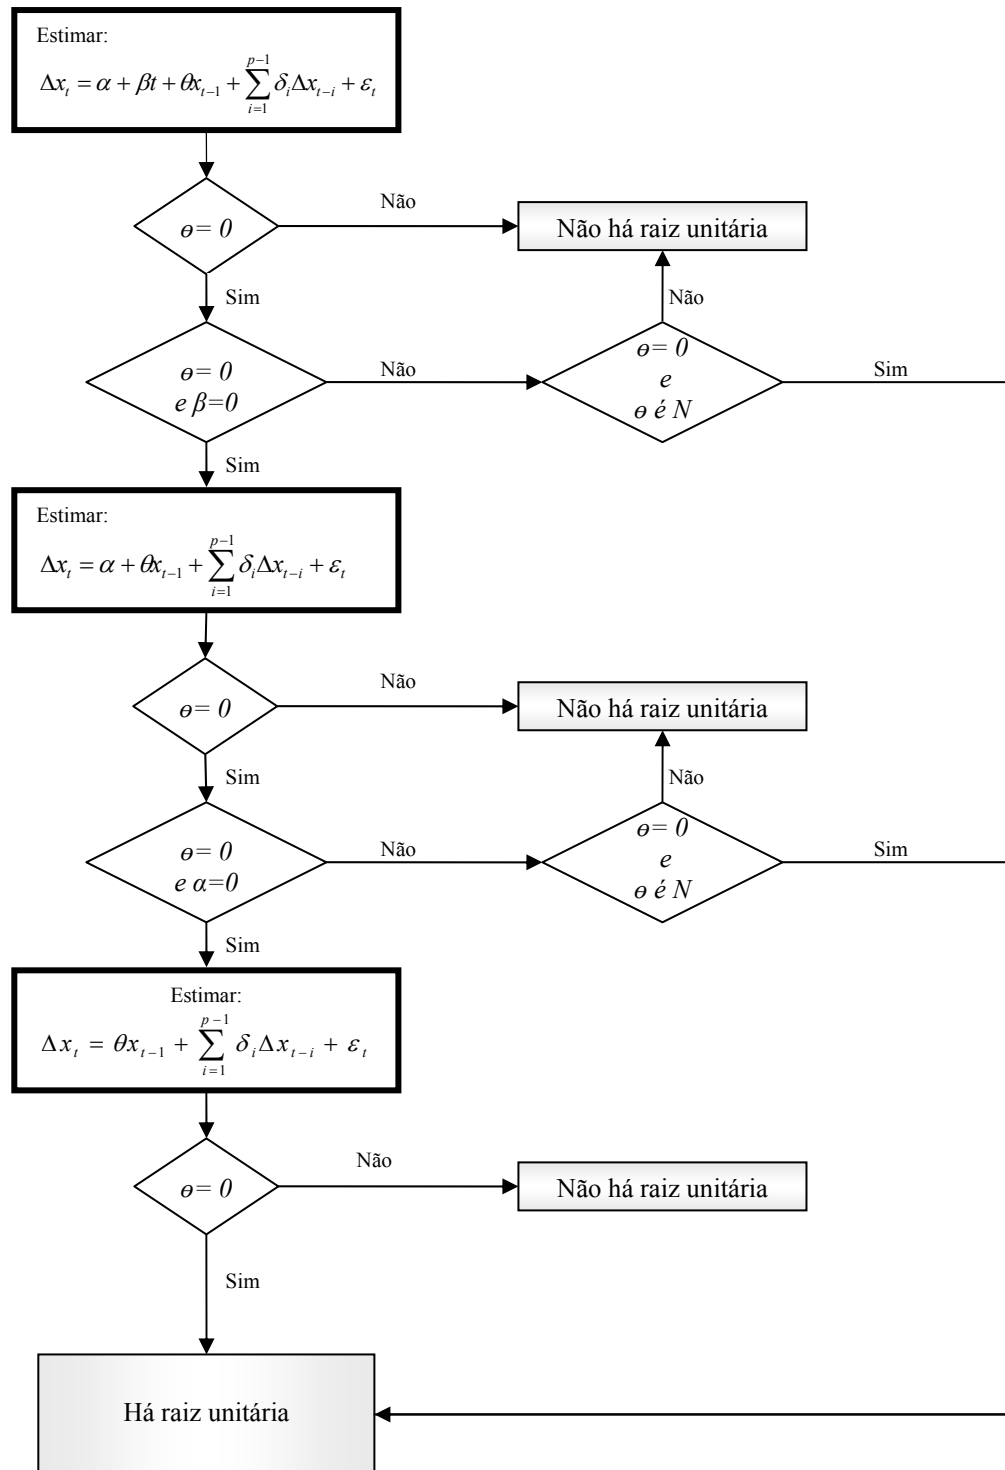 Estimar:
Δx_t = α + βt + θx_{t−1} + ∑_{i=1}^{p−1} δ_i Δx_{t−i} + ε_t
ɵ= 0
Não
Não há raiz unitária
Sim
Não
ɵ= 0
e β=0
Não
ɵ= 0
e
ɵ é N
Sim
Sim
Estimar:
Δx_t = α + θx_{t−1} + ∑_{i=1}^{p−1} δ_i Δx_{t−i} + ε_t
ɵ= 0
Não
Não há raiz unitária
Sim
Não
ɵ= 0
e α=0
Não
ɵ= 0
e
ɵ é N
Sim
Sim
Estimar:
Δx_t = θx_{t−1} + ∑_{i=1}^{p−1} δ_i Δx_{t−i} + ε_t
ɵ= 0
Não
Não há raiz unitária
Sim
Há raiz unitária